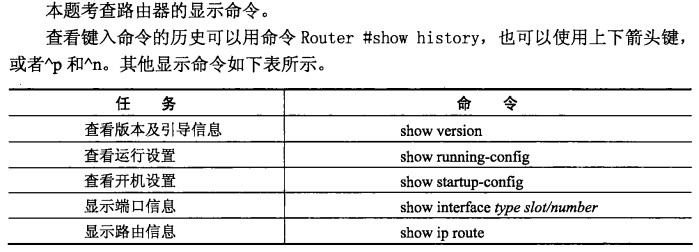 本题考查路由器的显示命令。
查看键入命令的历史可以用命令 Router #show history，也可以使用上下箭头键，
或者^p 和^n。其他显示命令如下表所示。
任 务 命 令
查看版本及引导信息 show version
查看运行设置 show running-config
查看开机设置 show startup-config
显示端口信息 show interface type slot/number
显示路由信息 show ip route